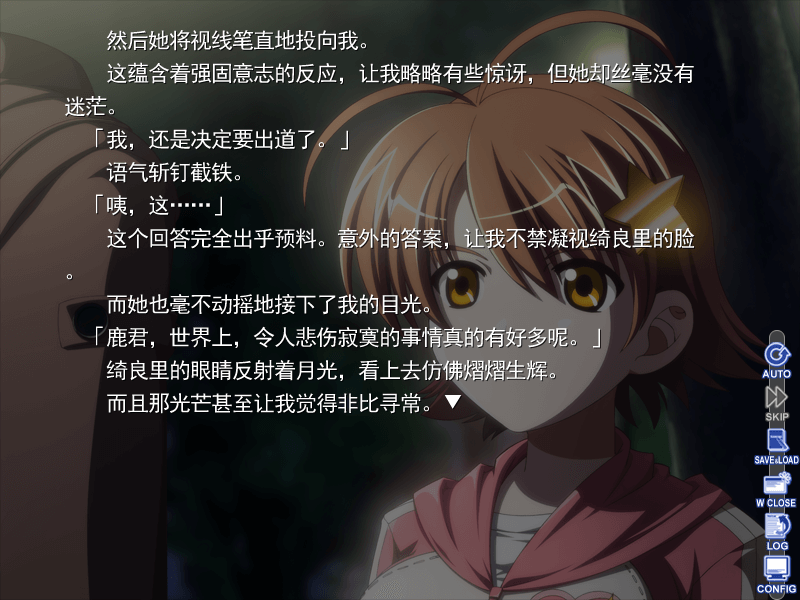 然后她将视线笔直地投向我。
这蕴含着强固意志的反应，让我略略有些惊讶，但她却丝毫没有
迷茫。
「我，还是决定要出道了。」
语气斩钉截铁。
「咦，这⋯⋯」
这个回答完全出乎预料。意外的答案，让我不禁凝视绮良里的脸
。
而她也毫不动摇地接下了我的目光。
「鹿君，世界上，令人悲伤寂寞的事情真的有好多呢。」
绮良里的眼睛反射着月光，看上去仿佛熠熠生辉。
而且那光芒甚至让我觉得非比寻常。▼
AUTO
SKIP
SAVE&LOAD
W CLOSE
LOG
CONFIG